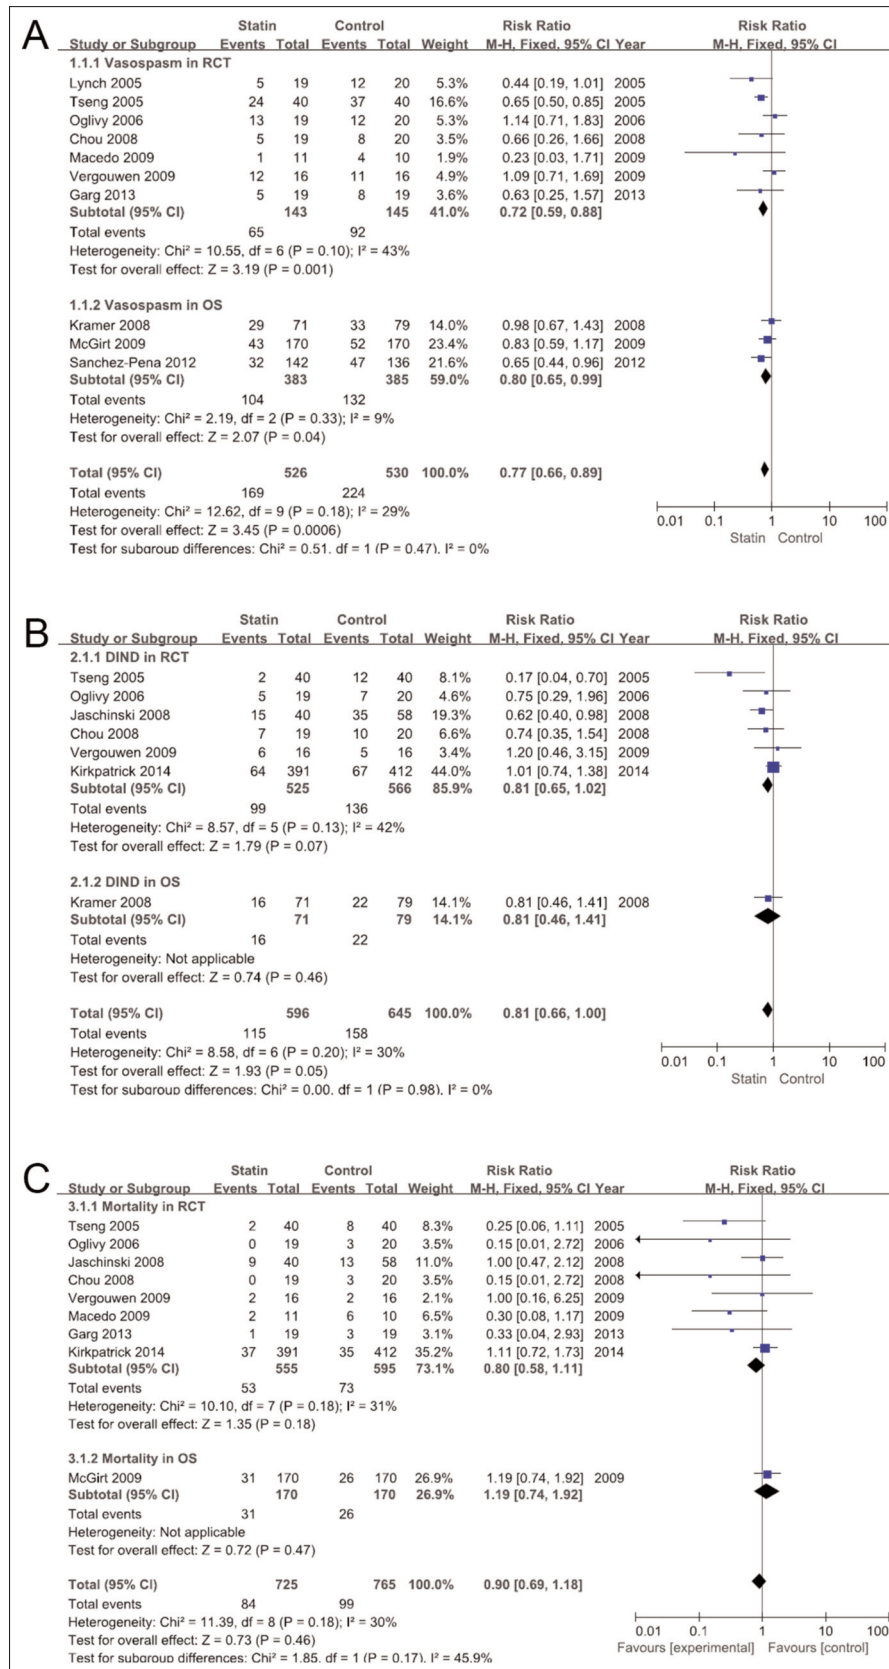 A
Statin Control Risk Ratio Risk Ratio
Study or Subgroup Events Total Events Total Weight M-H, Fixed, 95% CI Year M-H, Fixed, 95% CI
1.1.1 Vasospasm in RCT
Lynch 2005 5 19 12 20 5.3% 0.44 [0.19, 1.01] 2005
Tseng 2005 24 40 37 40 16.6% 0.65 [0.50, 0.85] 2005
Oglivy 2006 13 19 12 20 5.3% 1.14 [0.71, 1.83] 2006
Chou 2008 5 19 8 20 3.5% 0.66 [0.26, 1.66] 2008
Macedo 2009 1 11 4 10 1.9% 0.23 [0.03, 1.71] 2009
Vergouwen 2009 12 16 11 16 4.9% 1.09 [0.71, 1.69] 2009
Garg 2013 5 19 8 19 3.6% 0.63 [0.25, 1.57] 2013
Subtotal (95% CI) 143 145 41.0% 0.72 [0.59, 0.88]
Total events 65 92
Heterogeneity: Chi² = 10.55, df = 6 (P = 0.10); I² = 43%
Test for overall effect: Z = 3.19 (P = 0.001)
1.1.2 Vasospasm in OS
Kramer 2008 29 71 33 79 14.0% 0.98 [0.67, 1.43] 2008
McGirt 2009 43 170 52 170 23.4% 0.83 [0.59, 1.17] 2009
Sanchez-Pena 2012 32 142 47 136 21.6% 0.65 [0.44, 0.96] 2012
Subtotal (95% CI) 383 385 59.0% 0.80 [0.65, 0.99]
Total events 104 132
Heterogeneity: Chi² = 2.19, df = 2 (P = 0.33); I² = 9%
Test for overall effect: Z = 2.07 (P = 0.04)
Total (95% CI) 526 530 100.0% 0.77 [0.66, 0.89]
Total events 169 224
Heterogeneity: Chi² = 12.62, df = 9 (P = 0.18); I² = 29%
Test for overall effect: Z = 3.45 (P = 0.0006)
Test for subgroup differences: Chi² = 0.51. df = 1 (P = 0.47). I² = 0%
0.01 0.1 1 10 100
Statin Control
B
Statin Control Risk Ratio Risk Ratio
Study or Subgroup Events Total Events Total Weight M-H, Fixed, 95% CI Year M-H, Fixed, 95% CI
2.1.1 DIND in RCT
Tseng 2005 2 40 12 40 8.1% 0.17 [0.04, 0.70] 2005
Oglivy 2006 5 19 7 20 4.6% 0.75 [0.29, 1.96] 2006
Jaschinski 2008 15 40 35 58 19.3% 0.62 [0.40, 0.98] 2008
Chou 2008 7 19 10 20 6.6% 0.74 [0.35, 1.54] 2008
Vergouwen 2009 6 16 5 16 3.4% 1.20 [0.46, 3.15] 2009
Kirkpatrick 2014 64 391 67 412 44.0% 1.01 [0.74, 1.38] 2014
Subtotal (95% CI) 525 566 85.9% 0.81 [0.65, 1.02]
Total events 99 136
Heterogeneity: Chi² = 8.57, df = 5 (P = 0.13); I² = 42%
Test for overall effect: Z = 1.79 (P = 0.07)
2.1.2 DIND in OS
Kramer 2008 16 71 22 79 14.1% 0.81 [0.46, 1.41] 2008
Subtotal (95% CI) 71 79 14.1% 0.81 [0.46, 1.41]
Total events 16 22
Heterogeneity: Not applicable
Test for overall effect: Z = 0.74 (P = 0.46)
Total (95% CI) 596 645 100.0% 0.81 [0.66, 1.00]
Total events 115 158
Heterogeneity: Chi² = 8.58, df = 6 (P = 0.20); I² = 30%
Test for overall effect: Z = 1.93 (P = 0.05)
Test for subgroup differences: Chi² = 0.00. df = 1 (P = 0.98). I² = 0%
0.01 0.1 1 10 100
Statin Control
C
Statin Control Risk Ratio Risk Ratio
Study or Subgroup Events Total Events Total Weight M-H, Fixed, 95% CI Year M-H, Fixed, 95% CI
3.1.1 Mortality in RCT
Tseng 2005 2 40 8 40 8.3% 0.25 [0.06, 1.11] 2005
Oglivy 2006 0 19 3 20 3.5% 0.15 [0.01, 2.72] 2006
Jaschinski 2008 9 40 13 58 11.0% 1.00 [0.47, 2.12] 2008
Chou 2008 0 19 3 20 3.5% 0.15 [0.01, 2.72] 2008
Vergouwen 2009 2 16 2 16 2.1% 1.00 [0.16, 6.25] 2009
Macedo 2009 2 11 6 10 6.5% 0.30 [0.08, 1.17] 2009
Garg 2013 1 19 3 19 3.1% 0.33 [0.04, 2.93] 2013
Kirkpatrick 2014 37 391 35 412 35.2% 1.11 [0.72, 1.73] 2014
Subtotal (95% CI) 555 595 73.1% 0.80 [0.58, 1.11]
Total events 53 73
Heterogeneity: Chi² = 10.10, df = 7 (P = 0.18); I² = 31%
Test for overall effect: Z = 1.35 (P = 0.18)
3.1.2 Mortality in OS
McGirt 2009 31 170 26 170 26.9% 1.19 [0.74, 1.92] 2009
Subtotal (95% CI) 170 170 26.9% 1.19 [0.74, 1.92]
Total events 31 26
Heterogeneity: Not applicable
Test for overall effect: Z = 0.72 (P = 0.47)
Total (95% CI) 725 765 100.0% 0.90 [0.69, 1.18]
Total events 84 99
Heterogeneity: Chi² = 11.39, df = 8 (P = 0.18); I² = 30%
Test for overall effect: Z = 0.73 (P = 0.46)
Test for subgroup differences: Chi² = 1.85. df = 1 (P = 0.17). I² = 45.9%
0.01 0.1 1 10 100
Favours [experimental] Favours [control]